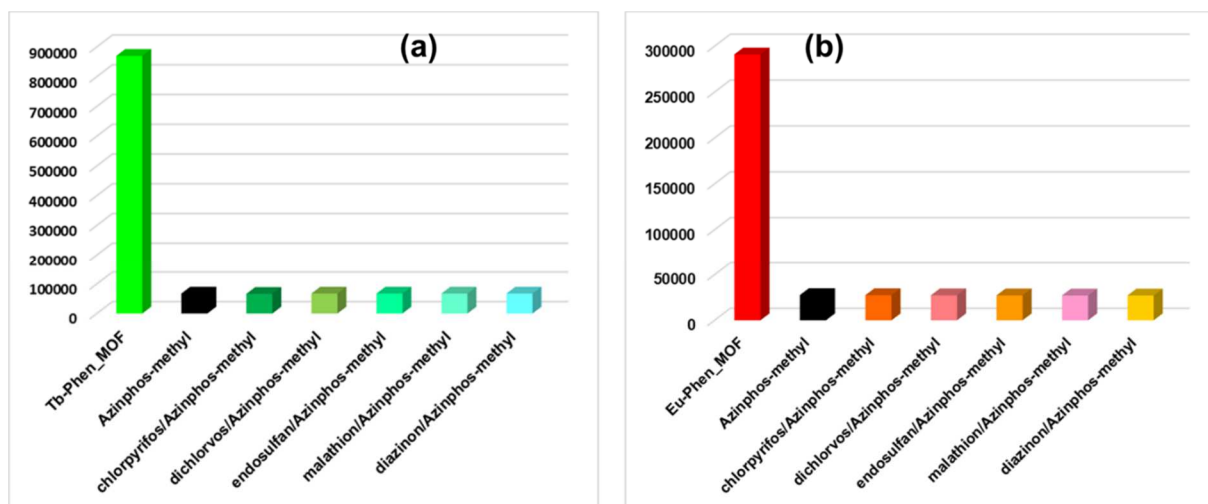 (a)
900000
800000
700000
600000
500000
400000
300000
200000
100000
0
Tb-Phen_MOF
Azinphos-methyl
chlorpyrifos/Azinphos-methyl
dichlorvos/Azinphos-methyl
endosulfan/Azinphos-methyl
malathion/Azinphos-methyl
diazinon/Azinphos-methyl
(b)
300000
250000
200000
150000
100000
50000
0
Eu-Phen_MOF
Azinphos-methyl
chlorpyrifos/Azinphos-methyl
dichlorvos/Azinphos-methyl
endosulfan/Azinphos-methyl
malathion/Azinphos-methyl
diazinon/Azinphos-methyl